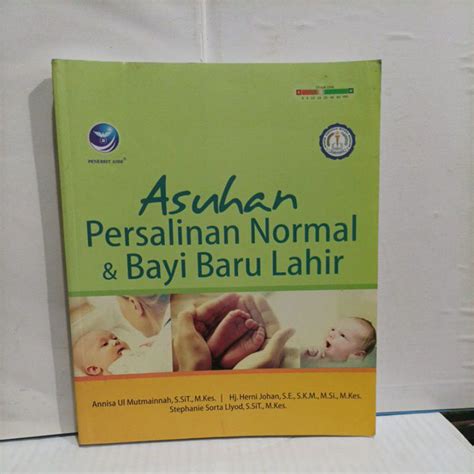 PENERBIT ANDI
Asuhan
Persalinan Normal
& Bayi Baru Lahir
Annisa Ul Mutmainnah, S.SiT., M.Kes. | Hj. Herni Johan, S.E., S.K.M., M.Si., M.Kes.
Stephanie Sorta Llyod, S.SiT., M.Kes.